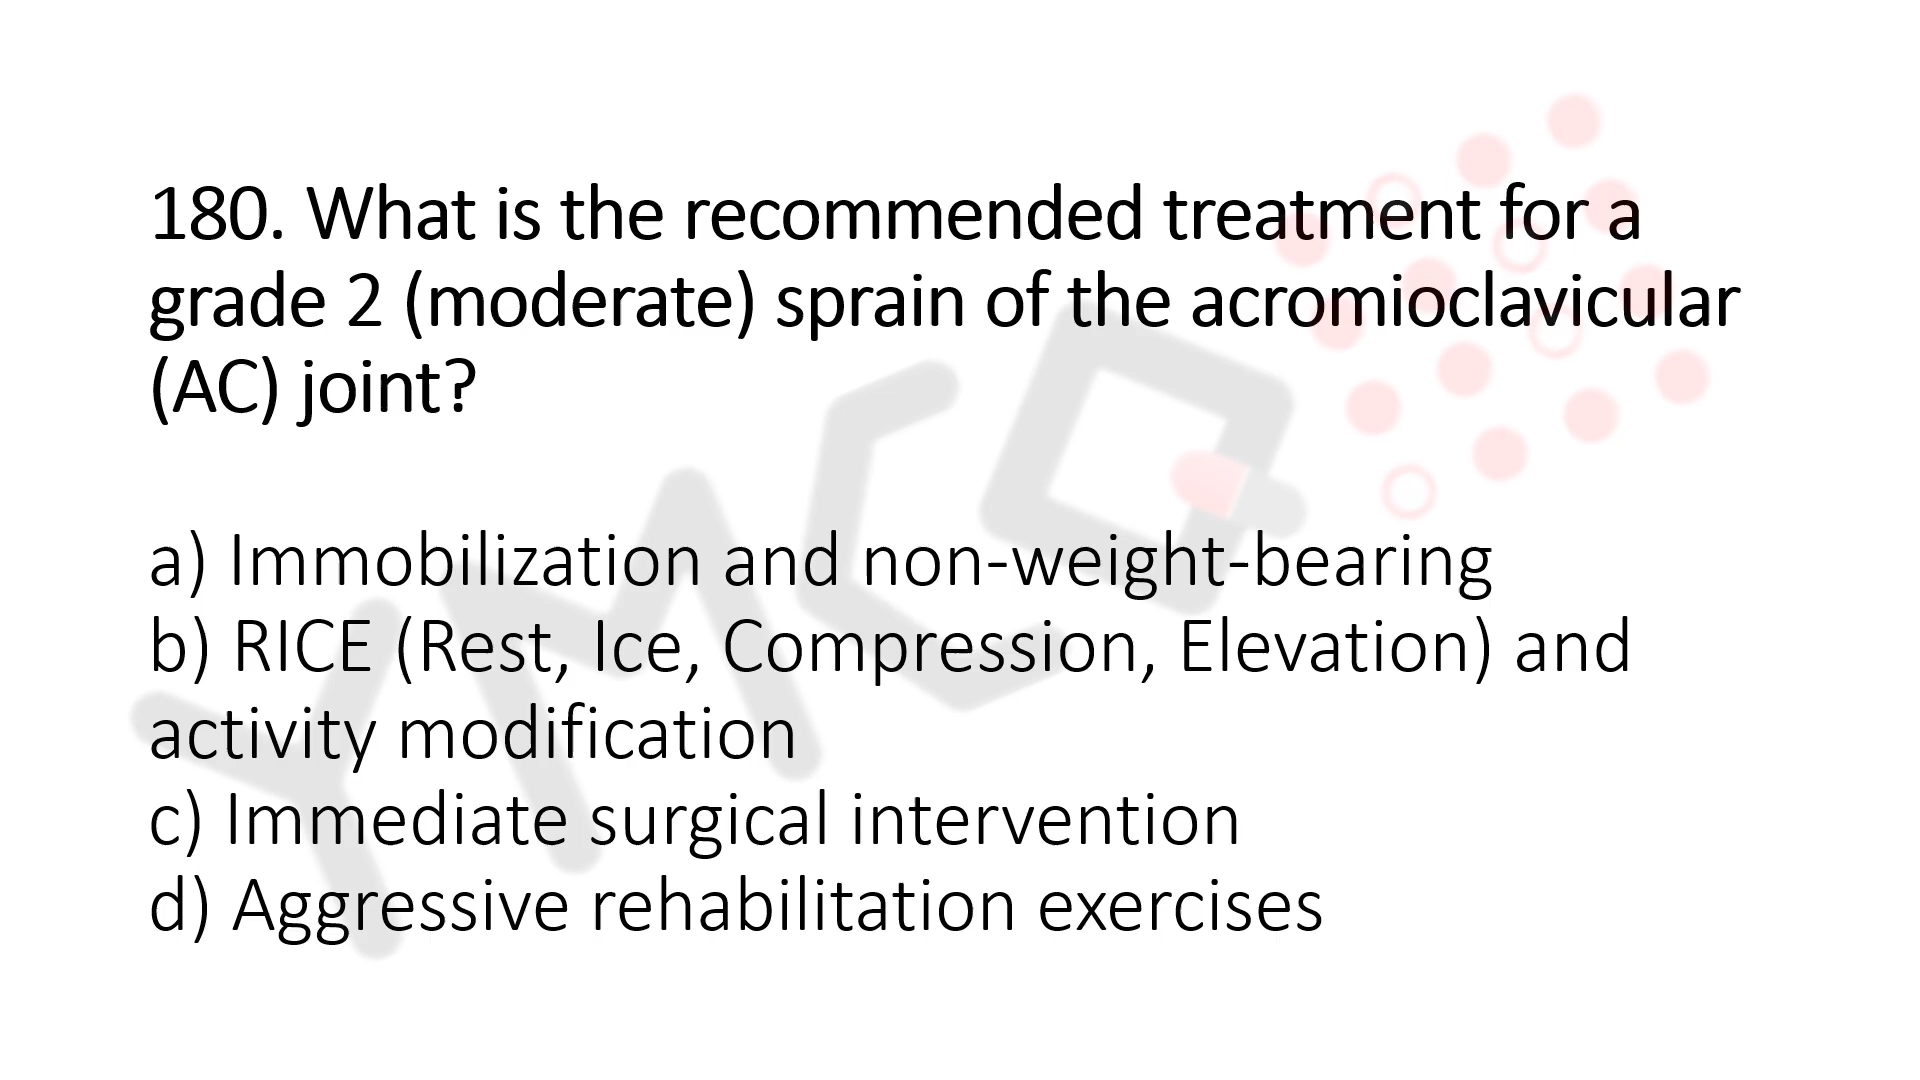 180. What is the recommended treatment for a
grade 2 (moderate) sprain of the acromioclavicular
(AC) joint?
a) Immobilization and non-weight-bearing
b) RICE (Rest, Ice, Compression, Elevation) and
activity modification
c) Immediate surgical intervention
d) Aggressive rehabilitation exercises
YMCQ